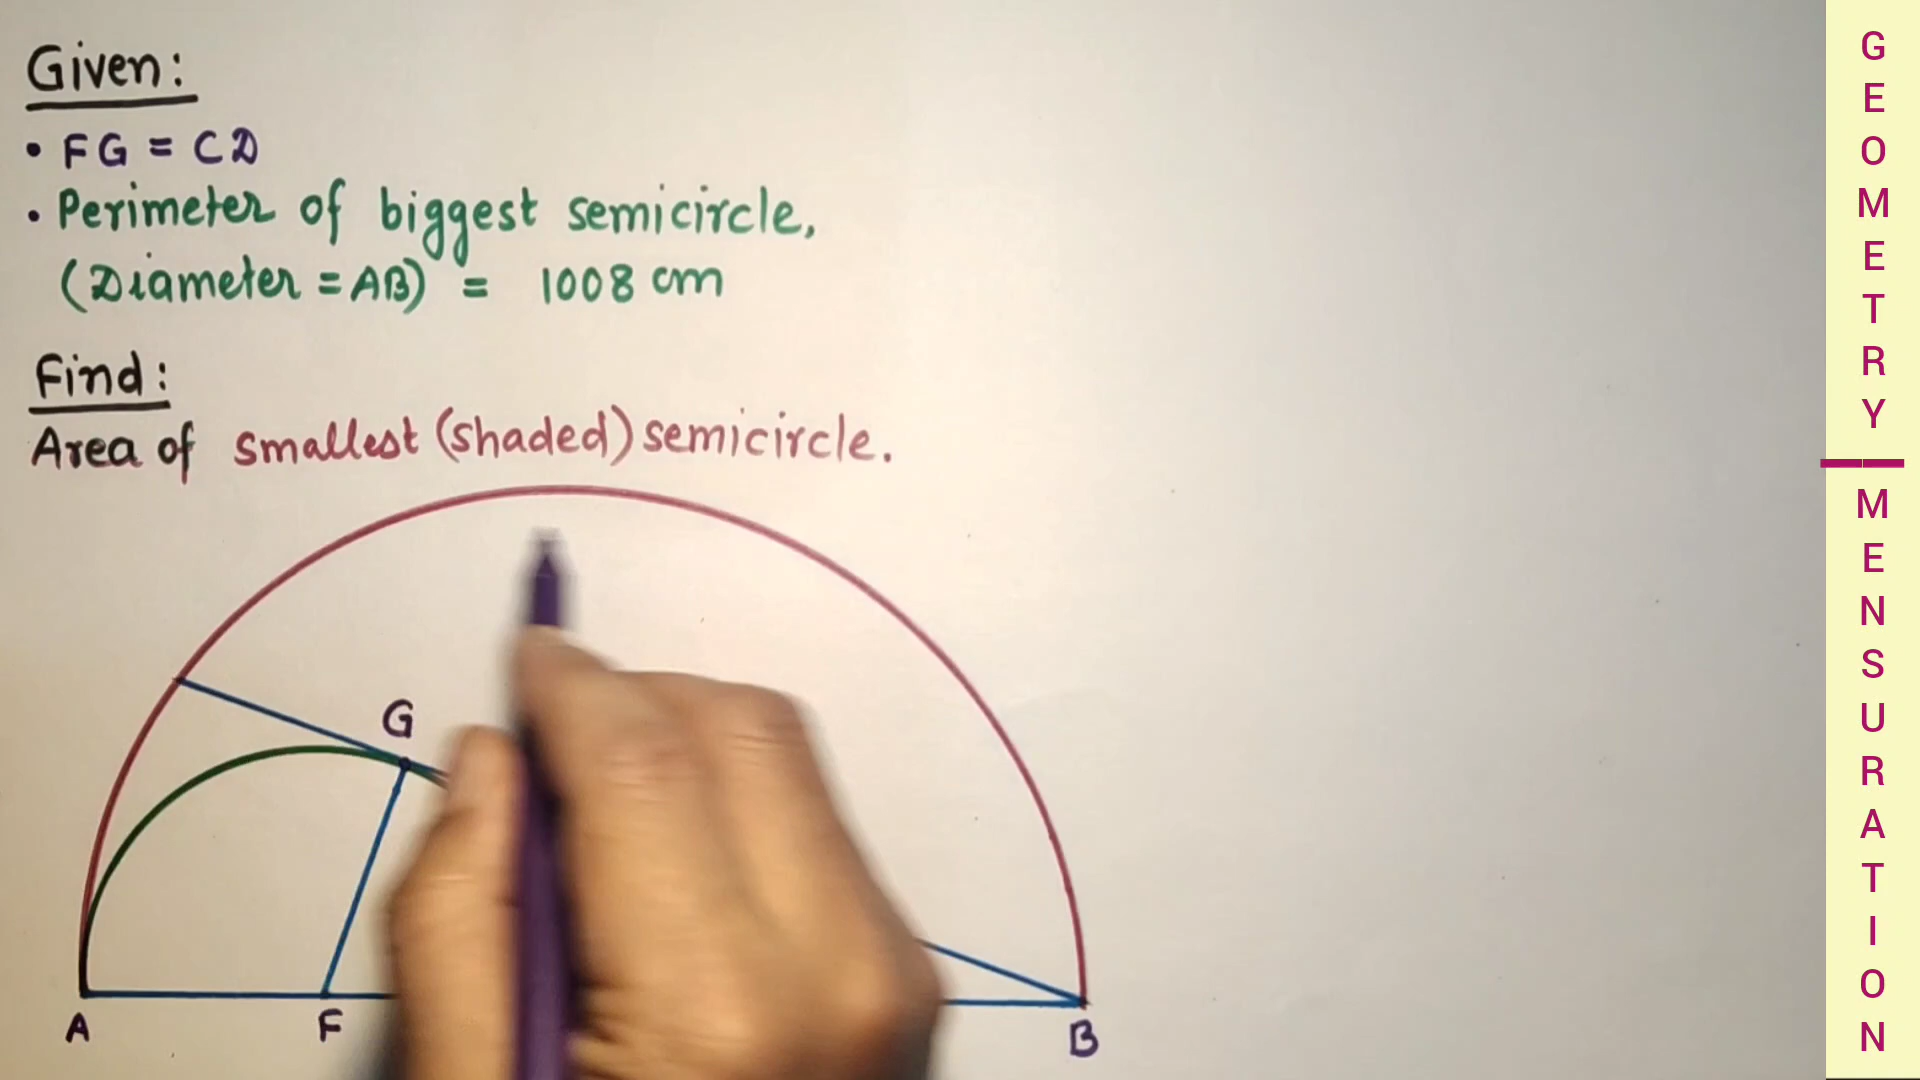 Given:
• FG = CD
• Perimeter of biggest semicircle,
(Diameter = AB) = 1008 cm
Find:
Area of smallest (shaded) semicircle.
G
A
F
B
GEOMETRY | MENSURATION